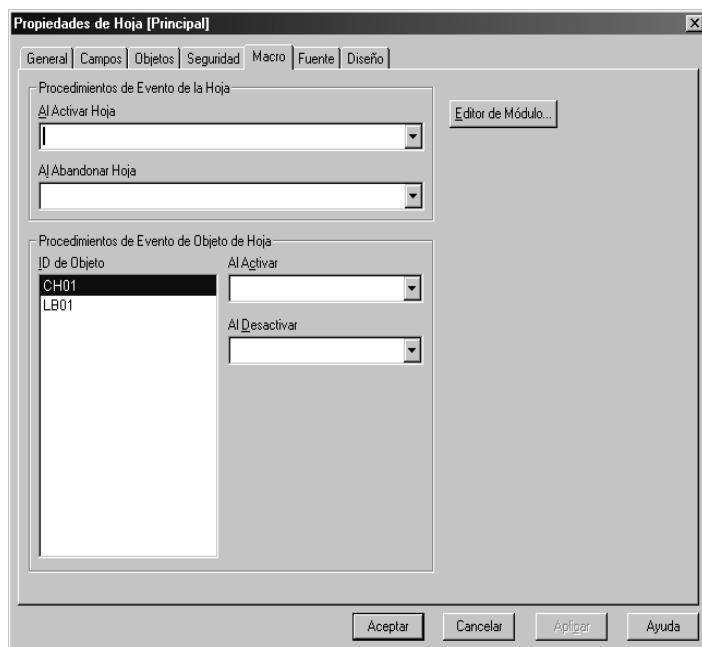 Propiedades de Hoja [Principal]
General Campos Objetos Seguridad Macro Fuente Diseño
Procedimientos de Evento de la Hoja
Al Activar Hoja
Editor de Módulo...
Al Abandonar Hoja
Procedimientos de Evento de Objeto de Hoja
ID de Objeto
Al Activar
CH01
LB01
Al Desactivar
Aceptar Cancelar Aplicar Ayuda